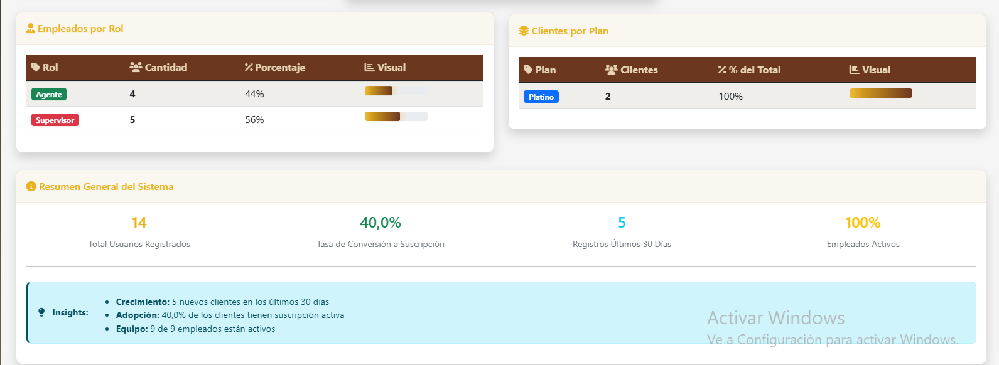 Empleados por Rol
Rol Cantidad % Porcentaje Visual
Agente 4 44%
Supervisor 5 56%
Clientes por Plan
Plan Clientes % % del Total Visual
Platino 2 100%
Resumen General del Sistema
14 40,0% 5 100%
Total Usuarios Registrados Tasa de Conversión a Suscripción Registros Últimos 30 Días Empleados Activos
Insights:
Crecimiento: 5 nuevos clientes en los últimos 30 días
Adopción: 40,0% de los clientes tienen suscripción activa
Equipo: 9 de 9 empleados están activos
Activar Windows
Ve a Configuración para activar Windows.